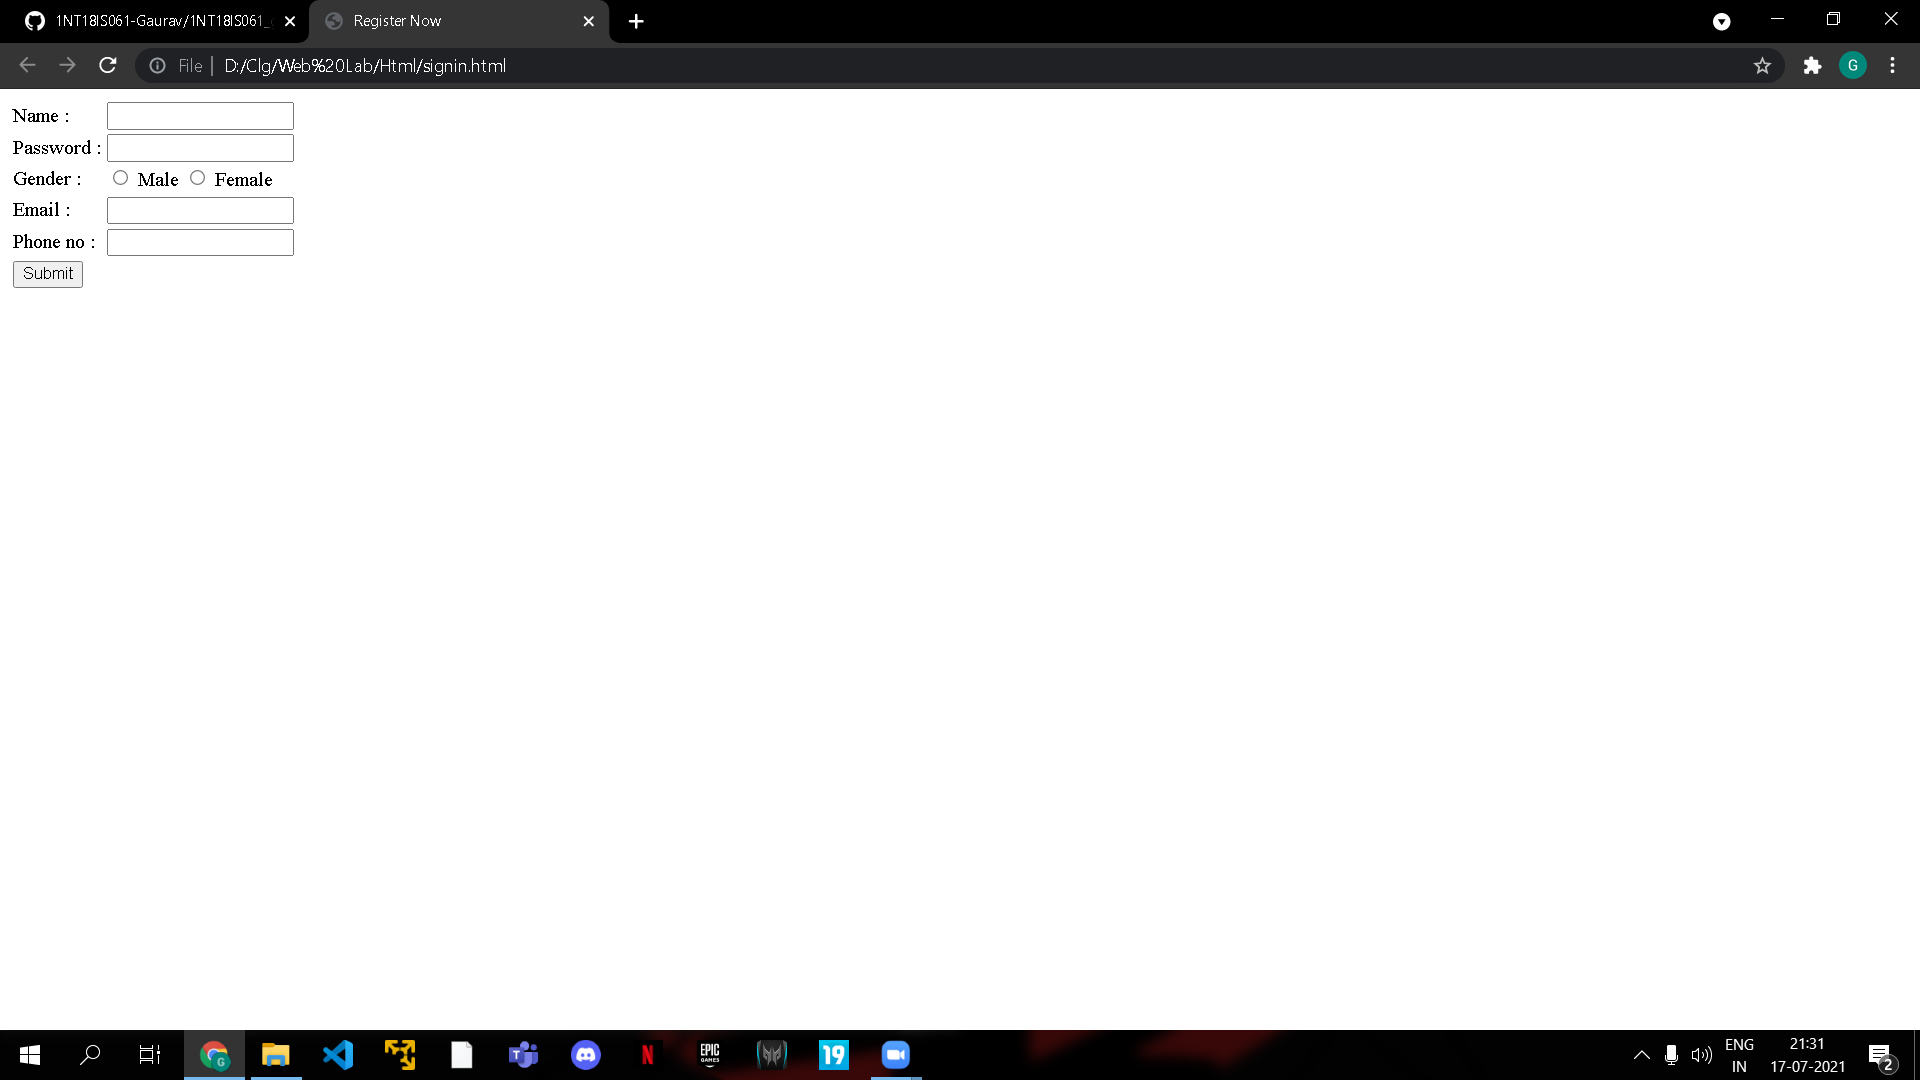 1NT18IS061-Gaurav/1NT18IS061_
Register Now
File | D:/Clg/Web%20Lab/Html/signin.html
G
Name :
Password :
Gender : Male Female
Email :
Phone no :
Submit
G
T
N
EPIC GAMES
19
ENG
IN
21:31
17-07-2021
2